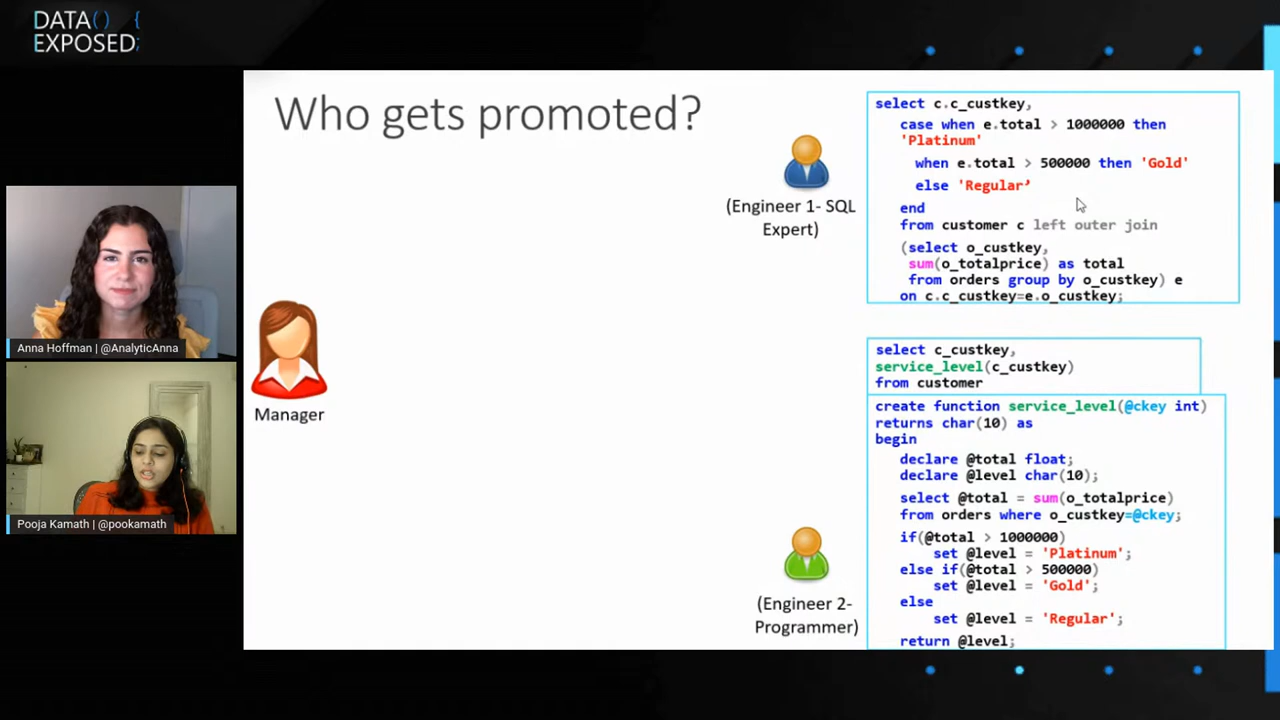 DATA() {
EXPOSED;
Who gets promoted?
(Engineer 1- SQL
Expert)
select c.c_custkey,
case when e.total > 1000000 then
'Platinum'
when e.total > 500000 then 'Gold'
else 'Regular’
end
from customer c left outer join
(select o_custkey,
sum(o_totalprice) as total
from orders group by o_custkey) e
on c.c_custkey=e.o_custkey;
Anna Hoffman | @AnalyticAnna
Manager
Pooja Kamath | @pookamath
(Engineer 2-
Programmer)
select c_custkey,
service_level(c_custkey)
from customer
create function service_level(@ckey int)
returns char(10) as
begin
declare @total float;
declare @level char(10);
select @total = sum(o_totalprice)
from orders where o_custkey=@ckey;
if(@total > 1000000)
set @level = 'Platinum';
else if(@total > 500000)
set @level = 'Gold';
else
set @level = 'Regular';
return @level;